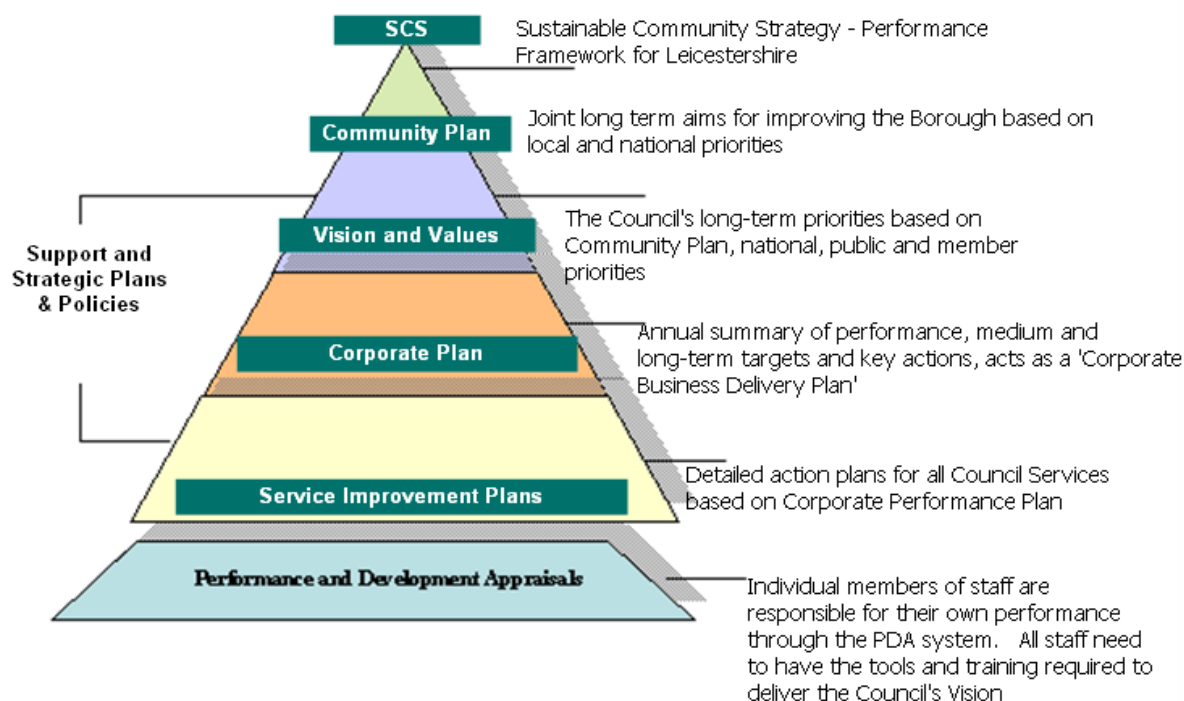 SCS
Sustainable Community Strategy - Performance
Framework for Leicestershire
Community Plan
Joint long term aims for improving the Borough based on
local and national priorities
Vision and Values
The Council's long-term priorities based on
Community Plan, national, public and member
priorities
Support and
Strategic Plans
& Policies
Corporate Plan
Annual summary of performance, medium and
long-term targets and key actions, acts as a 'Corporate
Business Delivery Plan'
Service Improvement Plans
Detailed action plans for all Council Services
based on Corporate Performance Plan
Performance and Development Appraisals
Individual members of staff are
responsible for their own performance
through the PDA system. All staff need
to have the tools and training required to
deliver the Council's Vision